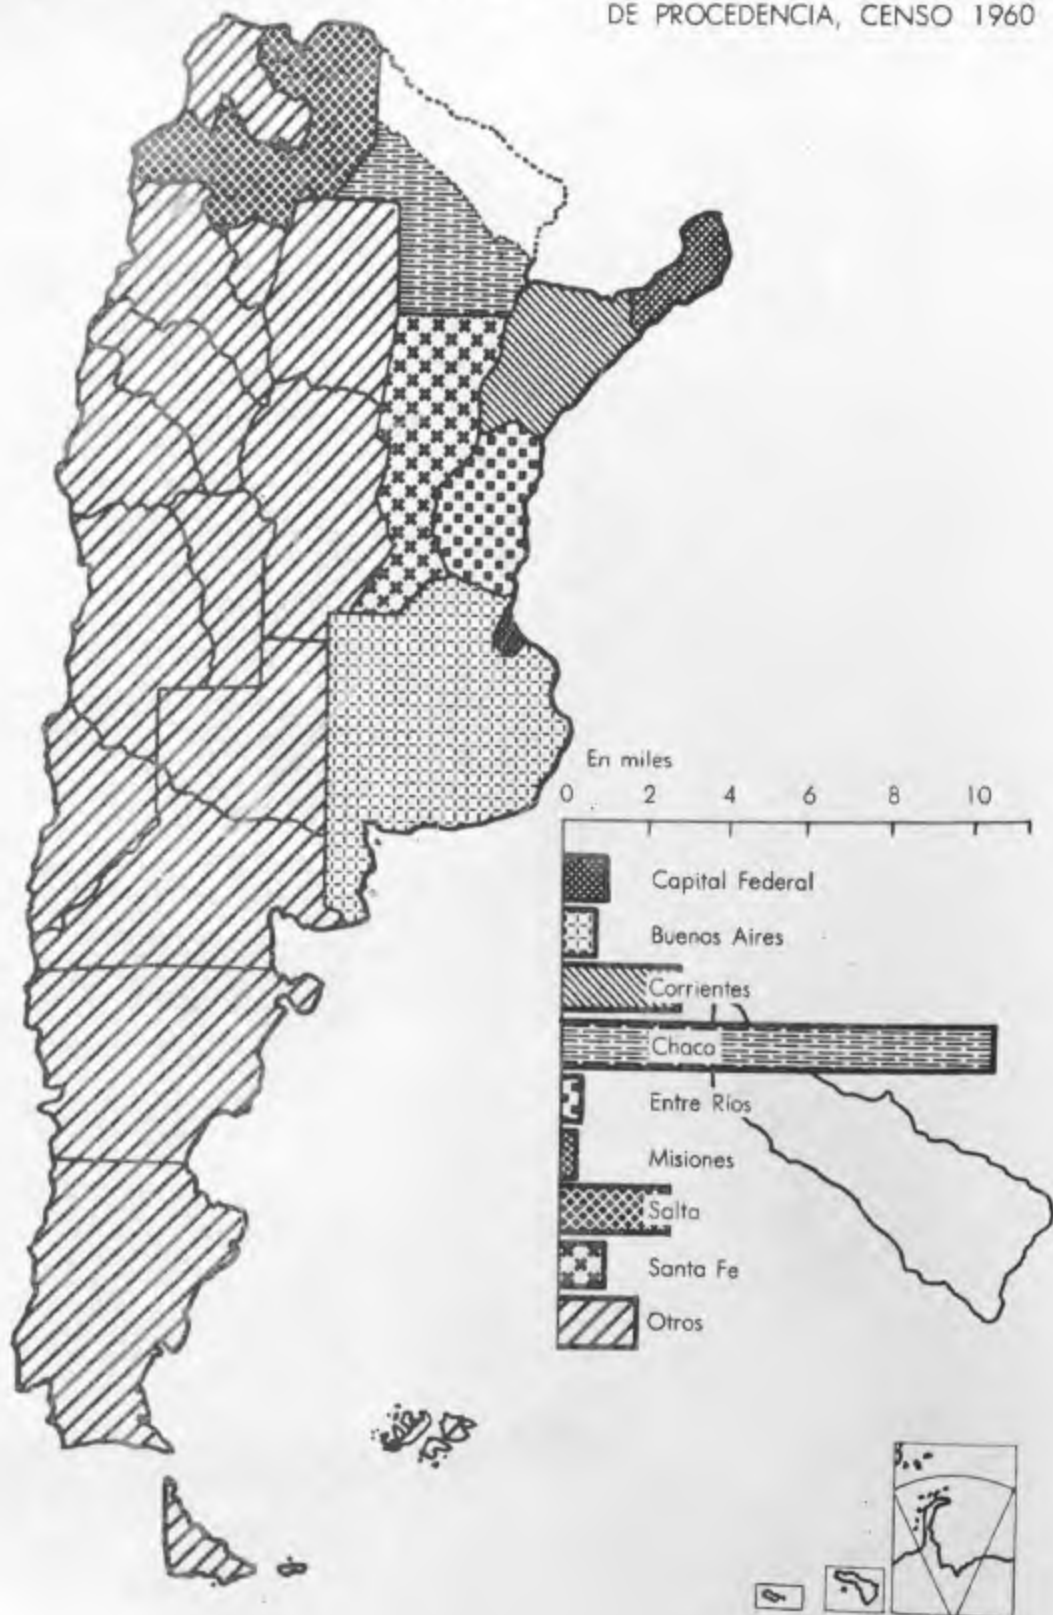 DE PROCEDENCIA, CENSO 1960
En miles
0 2 4 6 8 10
Capital Federal
Buenos Aires
Corrientes
Chaco
Entre Ríos
Misiones
Salta
Santa Fe
Otros